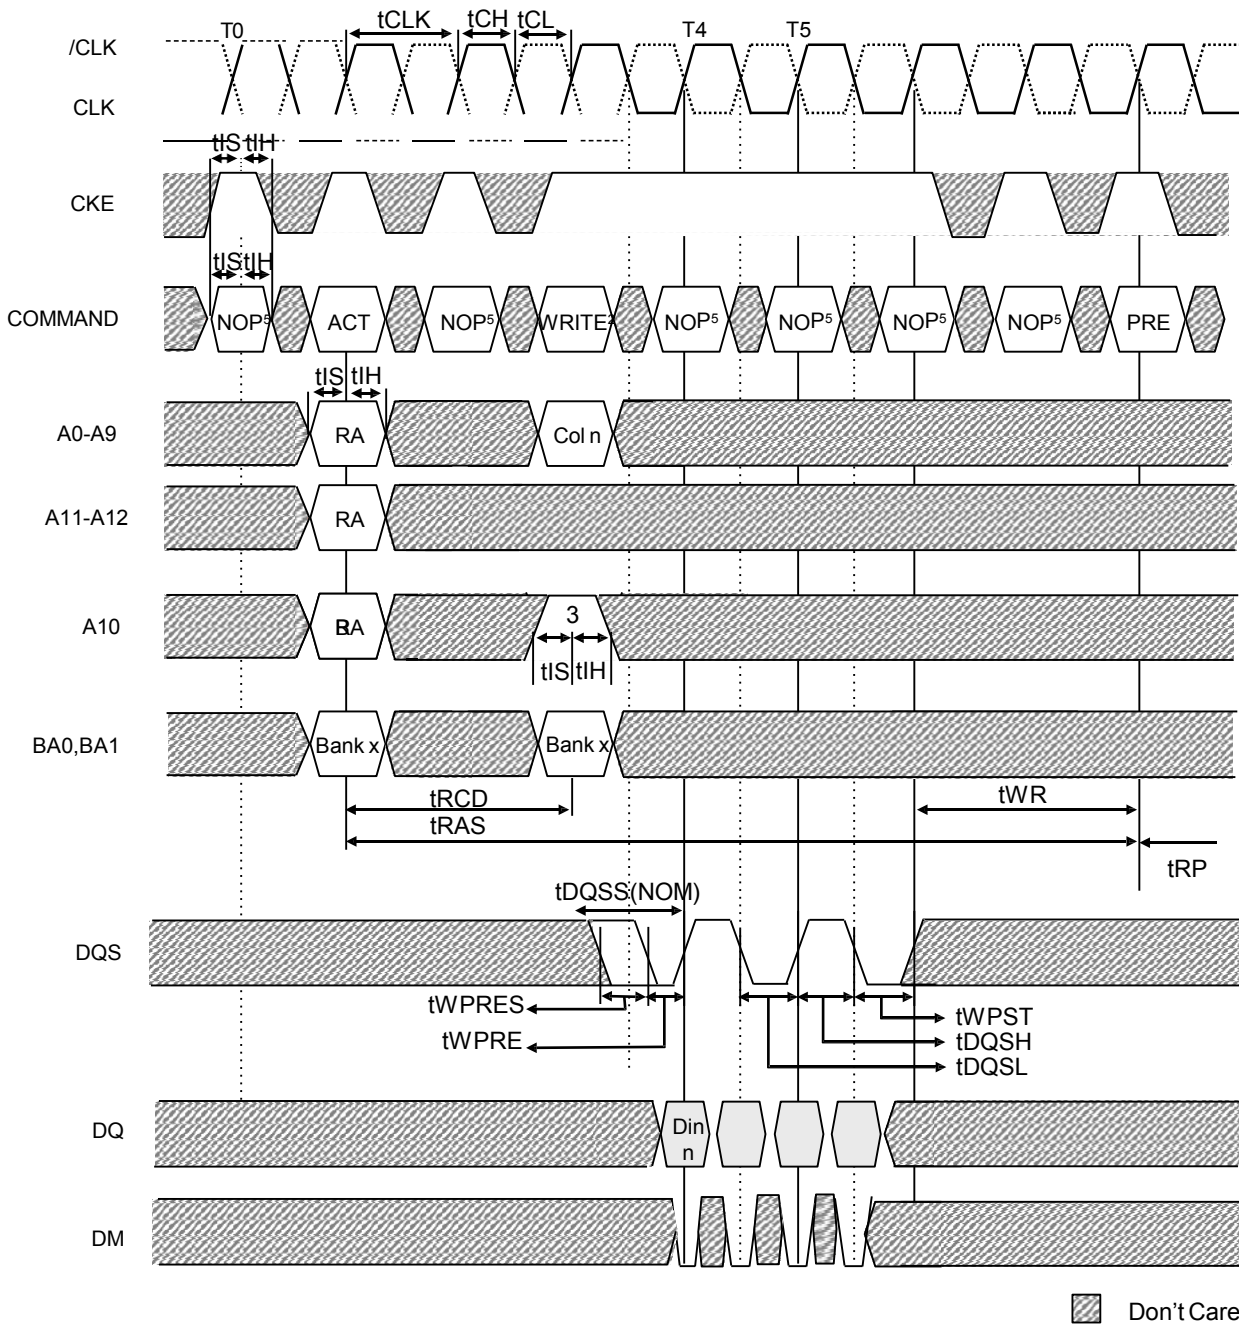 tCLK tCH tCL
T0 T4 T5
/CLK
CLK
tIS tIH
CKE
tIS tIH
COMMAND NOP5 ACT NOP5 WRITE2 NOP5 NOP5 NOP5 NOP5 PRE
tIS tIH
A0-A9 RA Col n
A11-A12 RA
A10 RA 3
tIS tIH
BA0,BA1 Bank x Bank x
tRCD tWR
tRAS
tRP
tDQSS(NOM)
DQS
tWPRES tWPST
tWPRE tDQSH
tDQSL
DQ Din
n
DM
Don't Care